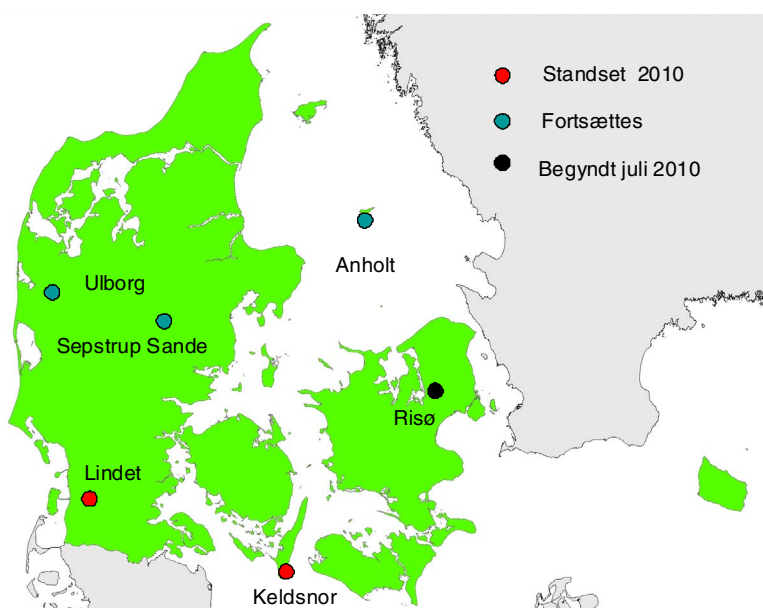 Standset 2010
Fortsættes
Begyndt juli 2010
Anholt
Ulborg
Sepstrup Sande
Risø
Lindet
Keldsnor